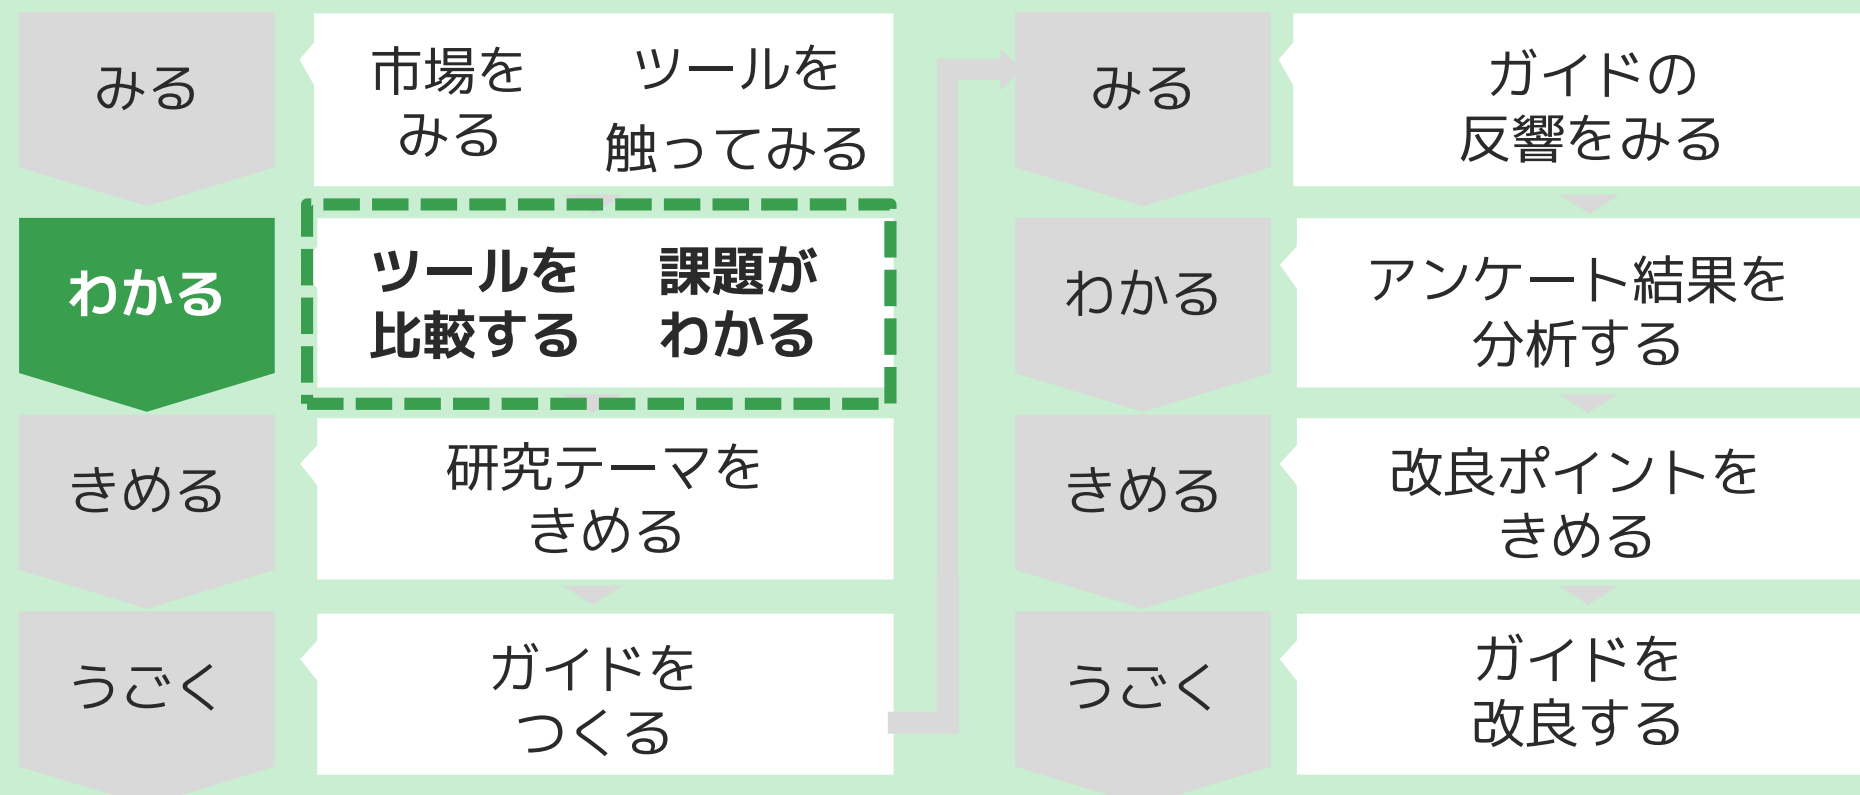 みる
市場を
みる
ツールを
触ってみる
わかる
ツールを
比較する
課題が
わかる
きめる
研究テーマを
きめる
うごく
ガイドを
つくる
みる
ガイドの
反響をみる
わかる
アンケート結果を
分析する
きめる
改良ポイントを
きめる
うごく
ガイドを
改良する